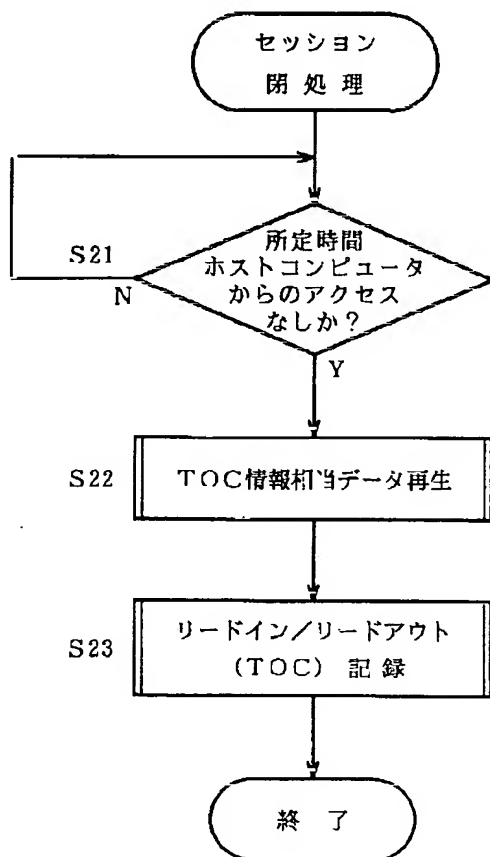 セッション
閉処理
S21
所定時間
ホストコンピュータ
からのアクセス
なしか?
N
Y
S22
TOC情報相当データ再生
S23
リードイン/リードアウト
(TOC) 記録
終了